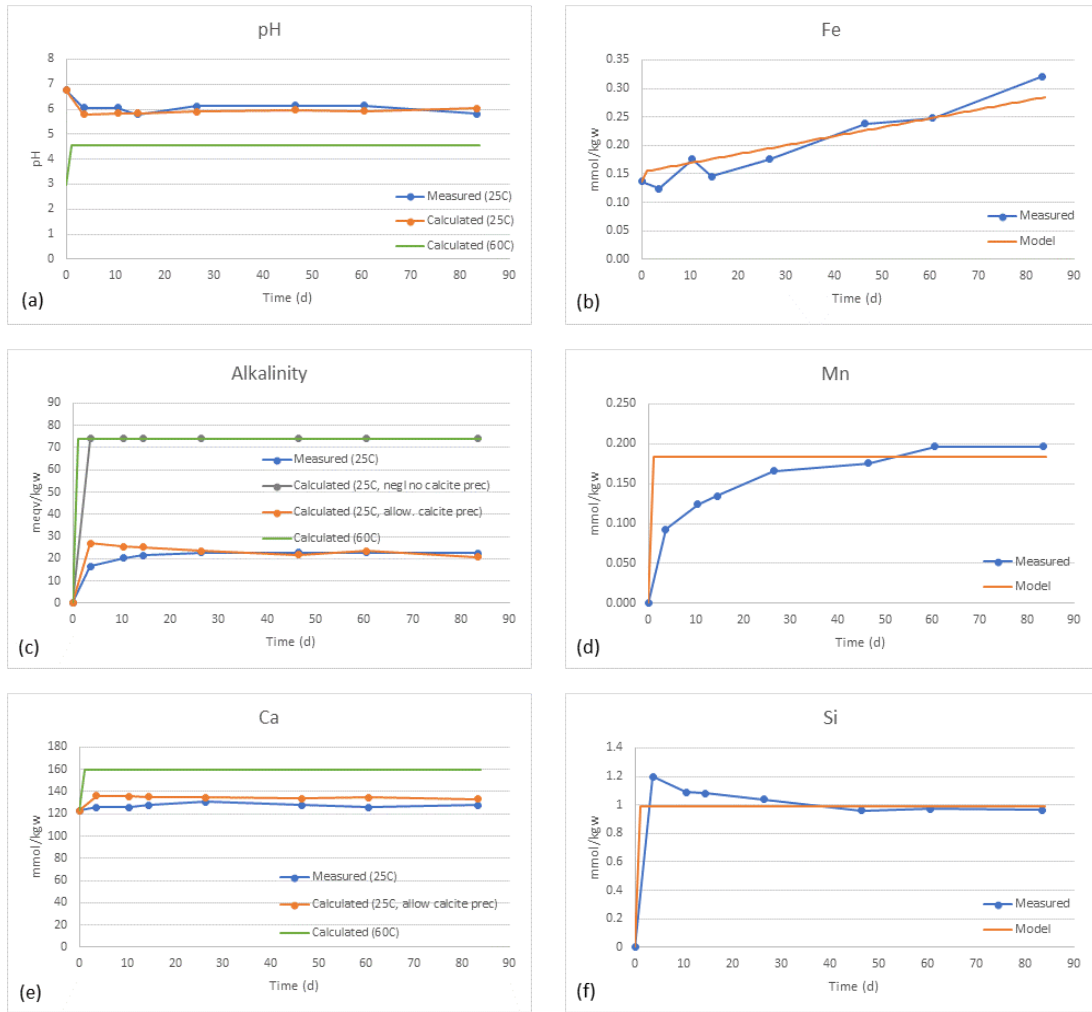 pH
8
7
6
5
4
3
2
1
0
pH
0 10 20 30 40 50 60 70 80 90
Time (d)
Measured (25C)
Calculated (25C)
Calculated (60C)
(a)
Fe
0.35
0.30
0.25
0.20
0.15
0.10
0.05
0.00
mmol/kgw
0 10 20 30 40 50 60 70 80 90
Time (d)
Measured
Model
(b)
Alkalinity
90
80
70
60
50
40
30
20
10
0
meqv/kgw
0 10 20 30 40 50 60 70 80 90
Time (d)
Measured (25C)
Calculated (25C, negl no calcite prec)
Calculated (25C, allow. calcite prec)
Calculated (60C)
(c)
Mn
0.250
0.200
0.150
0.100
0.050
0.000
mmol/kgw
0 10 20 30 40 50 60 70 80 90
Time (d)
Measured
Model
(d)
Ca
180
160
140
120
100
80
60
40
20
0
mmol/kgw
0 10 20 30 40 50 60 70 80 90
Time (d)
Measured (25C)
Calculated (25C, allow calcite prec)
Calculated (60C)
(e)
Si
1.4
1.2
1
0.8
0.6
0.4
0.2
0
mmol/kgw
0 10 20 30 40 50 60 70 80 90
Time (d)
Measured
Model
(f)